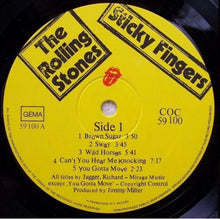 The
Rolling
Stones
Sticky Fingers
GEMA
59 100 A
COC
59 100
Side 1
1 Brown Sugar 3:50
2 Sway 3:45
3 Wild Horses 5:41
4 Can't You Hear Me Knocking 7:17
5 You Gotta Move 2:23
All titles by Jagger, Richard - Mirage Music
except 'You Gotta Move' - Copyright Control
Produced by Jimmy Miller